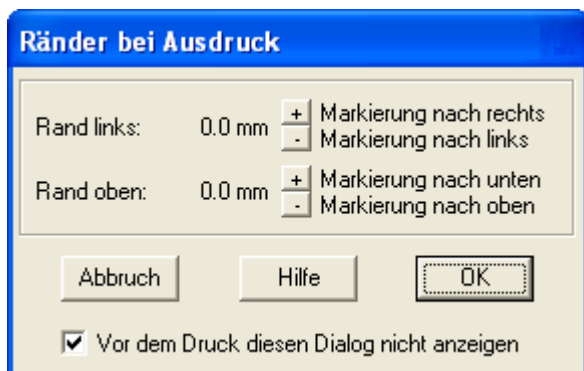 Ränder bei Ausdruck
Rand links: 0.0 mm + Markierung nach rechts
- Markierung nach links
Rand oben: 0.0 mm + Markierung nach unten
- Markierung nach oben
Abbruch Hilfe OK
Vor dem Druck diesen Dialog nicht anzeigen